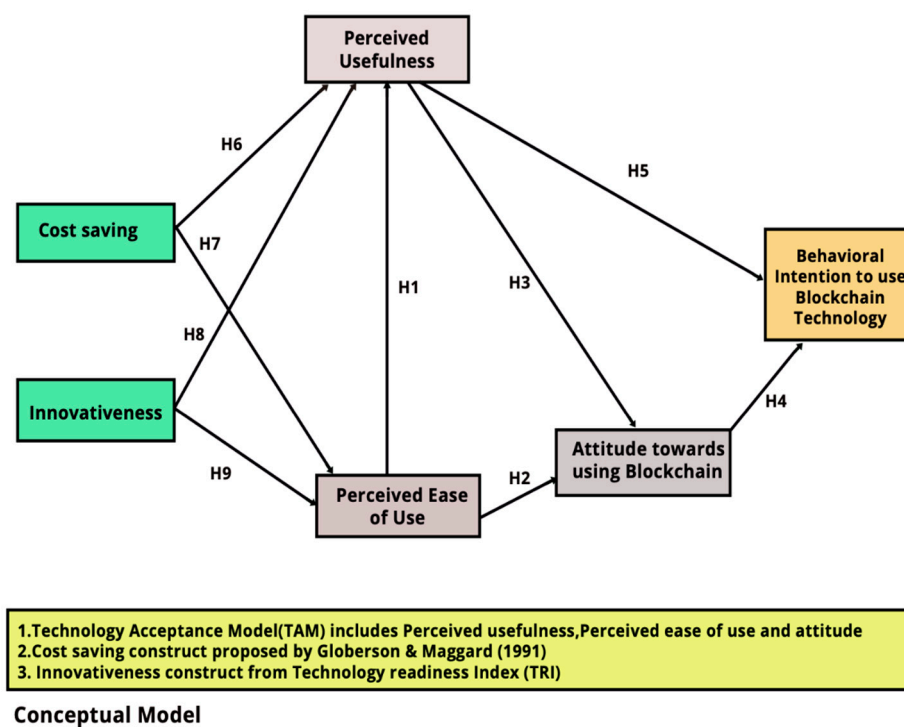 Perceived
Usefulness
H6
H5
Cost saving
H7
Behavioral
Intention to use
Blockchain
Technology
H1
H3
H8
Innovativeness
H4
Attitude towards
using Blockchain
H9
H2
Perceived Ease
of Use
1.Technology Acceptance Model(TAM) includes Perceived usefulness,Perceived ease of use and attitude
2.Cost saving construct proposed by Globerson & Maggard (1991)
3. Innovativeness construct from Technology readiness Index (TRI)
Conceptual Model